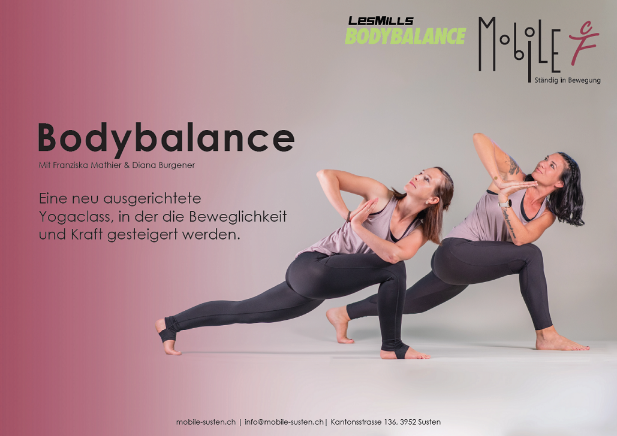 LESMILLS
BODYBALANCE
MobiLE cF
Ständig in Bewegung
Bodybalance
Mit Franziska Mathier & Diana Burgener
Eine neu ausgerichtete
Yogaclass, in der die Beweglichkeit
und Kraft gesteigert werden.
mobile-susten.ch | info@mobile-susten.ch| Kantonsstrasse 136, 3952 Susten